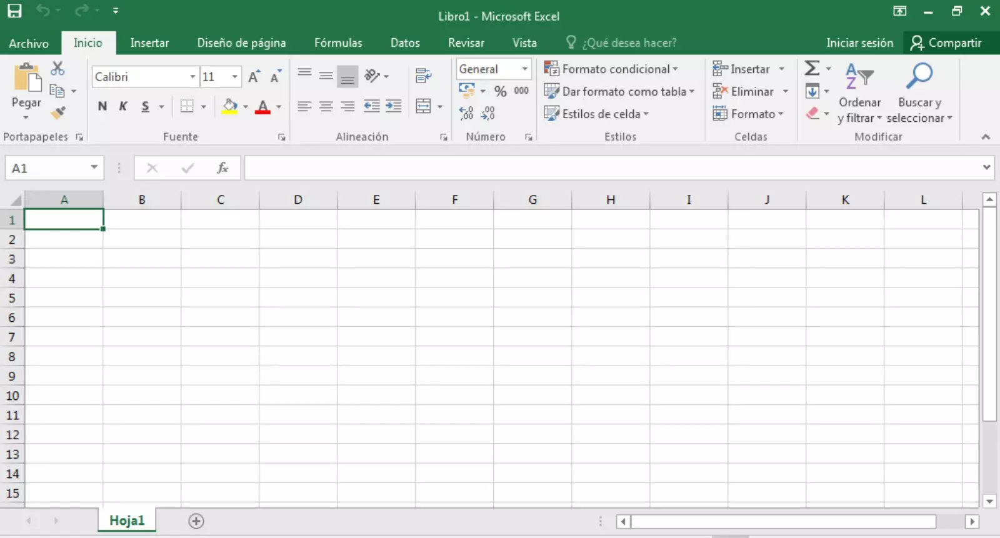 Libro1 - Microsoft Excel
Archivo Inicio Insertar Diseño de página Fórmulas Datos Revisar Vista ¿Qué desea hacer? Iniciar sesión Compartir
Calibri 11 A A General Formato condicional Insertar Σ A Z
Pegar N K S A % 000 Dar formato como tabla Eliminar Ordenar y filtrar Buscar y seleccionar
,00 ,00 Estilos de celda Formato
Portapapeles Fuente Alineación Número Estilos Celdas Modificar
A1 fx
A B C D E F G H I J K L
1
2
3
4
5
6
7
8
9
10
11
12
13
14
15
Hoja1